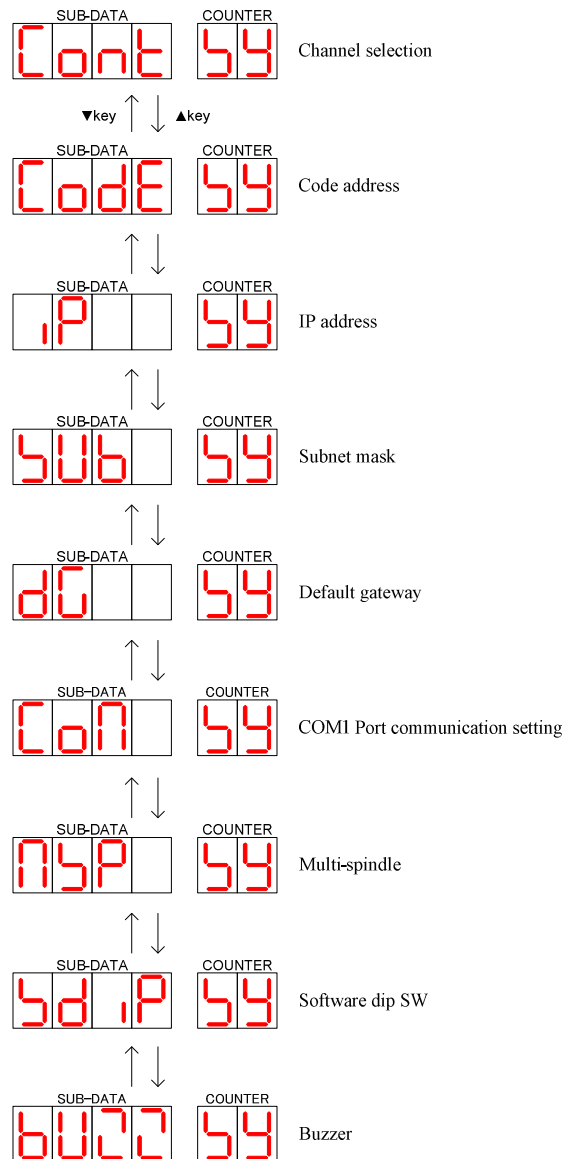 SUB-DATA COUNTER
Cont SY Channel selection
▼key ▲key
SUB-DATA COUNTER
CodE SY Code address
SUB-DATA COUNTER
iP SY IP address
SUB-DATA COUNTER
SUb SY Subnet mask
SUB-DATA COUNTER
dG SY Default gateway
SUB-DATA COUNTER
CoM SY COM1 Port communication setting
SUB-DATA COUNTER
MSP SY Multi-spindle
SUB-DATA COUNTER
SdiP SY Software dip SW
SUB-DATA COUNTER
bUZZ SY Buzzer